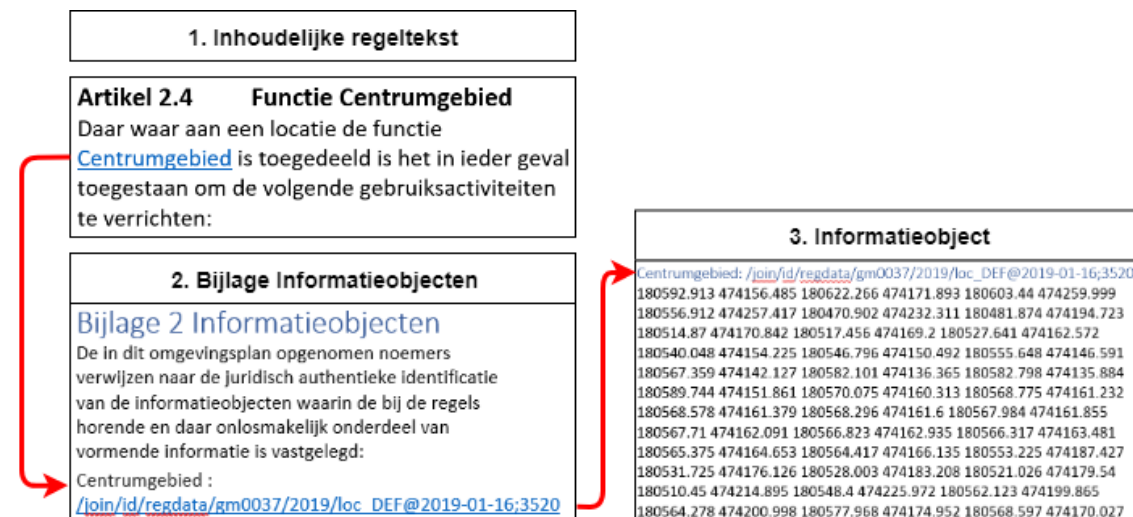 1. Inhoudelijke regeltekst
Artikel 2.4 Functie Centrumgebied
Daar waar aan een locatie de functie
Centrumgebied is toegedeeld is het in ieder geval
toegestaan om de volgende gebruiksactiviteiten
te verrichten:
2. Bijlage Informatieobjecten
Bijlage 2 Informatieobjecten
De in dit omgevingsplan opgenomen noemers
verwijzen naar de juridisch authentieke identificatie
van de informatieobjecten waarin de bij de regels
horende en daar onlosmakelijk onderdeel van
vormende informatie is vastgelegd:
Centrumgebied :
/join/id/regdata/gm0037/2019/loc_DEF@2019-01-16;3520
3. Informatieobject
Centrumgebied: /join/id/regdata/gm0037/2019/loc_DEF@2019-01-16;3520
180592.913 474156.485 180622.266 474171.893 180603.44 474259.999
180556.912 474257.417 180470.902 474232.311 180481.874 474194.723
180514.87 474170.842 180517.456 474169.2 180527.641 474162.572
180540.048 474154.225 180546.796 474150.492 180555.648 474146.591
180567.359 474142.127 180582.101 474136.365 180582.798 474135.884
180589.744 474151.861 180570.075 474160.313 180568.775 474161.232
180568.578 474161.379 180568.296 474161.6 180567.984 474161.855
180567.71 474162.091 180566.823 474162.935 180566.317 474163.481
180565.375 474164.653 180564.417 474166.135 180553.225 474187.427
180531.725 474176.126 180528.003 474183.208 180521.026 474179.54
180510.45 474214.895 180548.4 474225.972 180562.123 474199.865
180564.278 474200.998 180577.968 474174.952 180568.597 474170.027